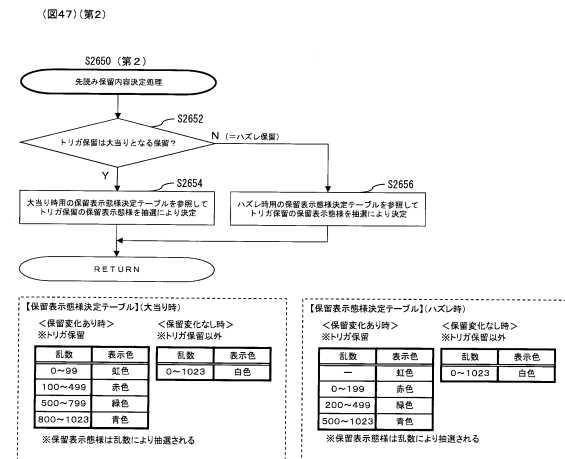 (図47)(第2)
S2650 (第2)
先読み保留内容決定処理
S2652
トリガ保留は大当りとなる保留？
N (=ハズレ保留)
Y
S2654
大当り時用の保留表示態様決定テーブルを参照して
トリガ保留の保留表示態様を抽選により決定
S2656
ハズレ時用の保留表示態様決定テーブルを参照して
トリガ保留の保留表示態様を抽選により決定
RETURN
【保留表示態様決定テーブル】(大当り時)
<保留変化あり時>
※トリガ保留
乱数 表示色
0~99 虹色
100~499 赤色
500~799 緑色
800~1023 青色
<保留変化なし時>
※トリガ保留以外
乱数 表示色
0~1023 白色
※保留表示態様は乱数により抽選される
【保留表示態様決定テーブル】(ハズレ時)
<保留変化あり時>
※トリガ保留
乱数 表示色
— 虹色
0~199 赤色
200~499 緑色
500~1023 青色
<保留変化なし時>
※トリガ保留以外
乱数 表示色
0~1023 白色
※保留表示態様は乱数により抽選される